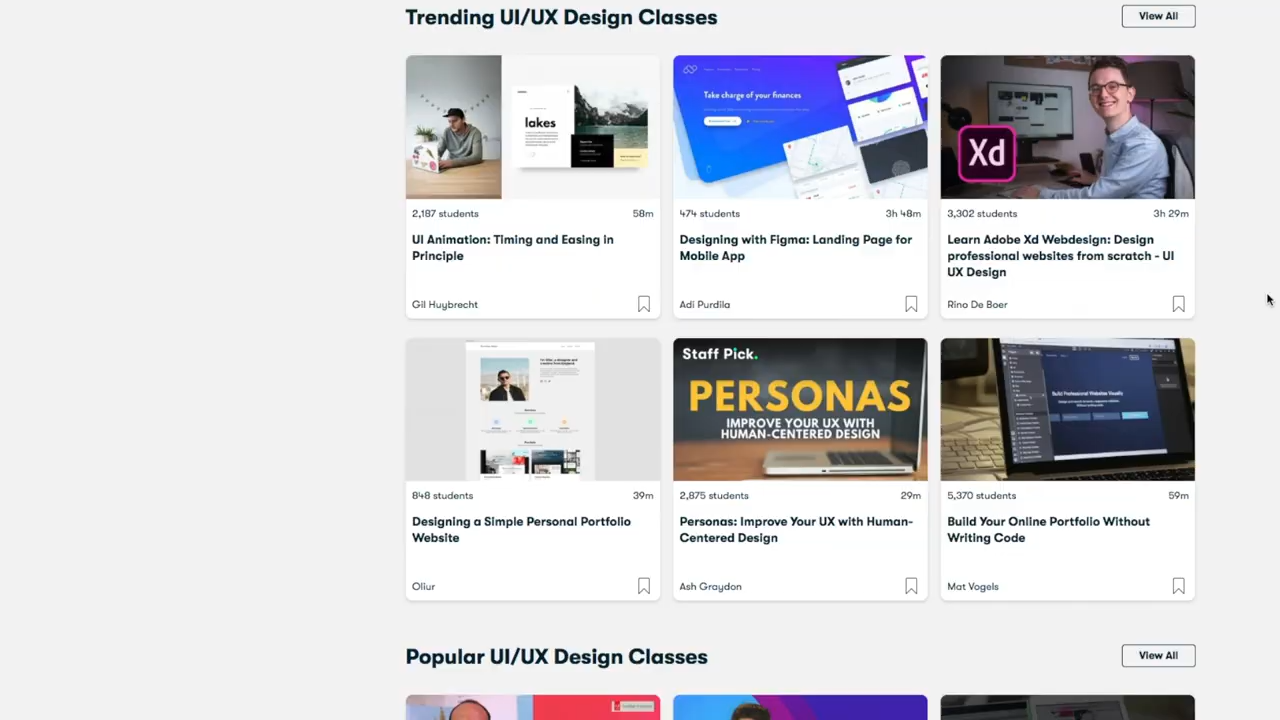 Trending UI/UX Design Classes
View All
lakes
Take charge of your finances
Xd
2,187 students
58m
474 students
3h 48m
3,302 students
3h 29m
UI Animation: Timing and Easing in
Principle
Designing with Figma: Landing Page for
Mobile App
Learn Adobe Xd Webdesign: Design
professional websites from scratch - UI
UX Design
Gil Huybrecht
Adi Purdila
Rino De Boer
Staff Pick.
PERSONAS
IMPROVE YOUR UX WITH
HUMAN-CENTERED DESIGN
Build Professional Websites Visually
848 students
39m
2,875 students
29m
5,370 students
59m
Designing a Simple Personal Portfolio
Website
Personas: Improve Your UX with Human-
Centered Design
Build Your Online Portfolio Without
Writing Code
Oliur
Ash Graydon
Mat Vogels
Popular UI/UX Design Classes
View All